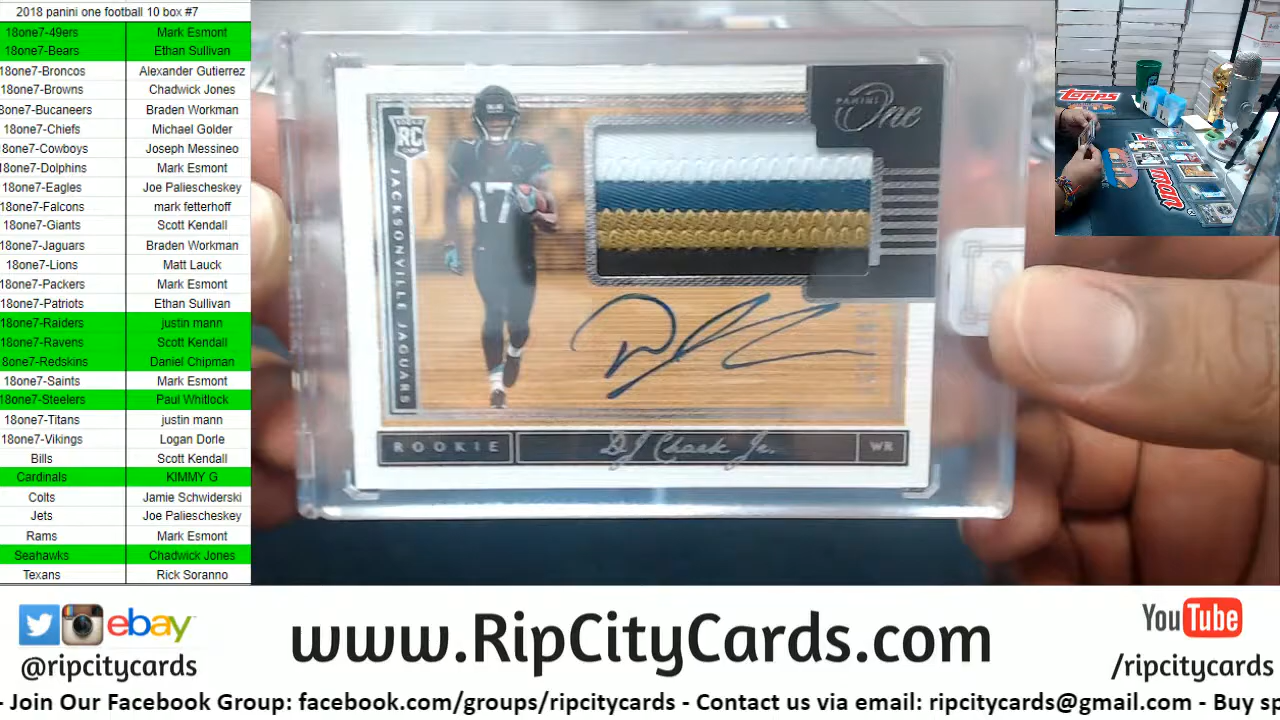 2018 panini one football 10 box #7
18one7-49ers Mark Esmont
18one7-Bears Ethan Sullivan
18one7-Broncos Alexander Gutierrez
18one7-Browns Chadwick Jones
8one7-Bucaneers Braden Workman
18one7-Chiefs Michael Golder
18one7-Cowboys Joseph Messineo
18one7-Dolphins Mark Esmont
18one7-Eagles Joe Paliescheskey
18one7-Falcons mark fetterhoff
18one7-Giants Scott Kendall
18one7-Jaguars Braden Workman
18one7-Lions Matt Lauck
18one7-Packers Mark Esmont
18one7-Patriots Ethan Sullivan
18one7-Raiders justin mann
18one7-Ravens Scott Kendall
8one7-Redskins Daniel Chipman
18one7-Saints Mark Esmont
18one7-Steelers Paul Whitlock
18one7-Titans justin mann
18one7-Vikings Logan Dorle
Bills Scott Kendall
Cardinals KIMMY G
Colts Jamie Schwiderski
Jets Joe Paliescheskey
Rams Mark Esmont
Seahawks Chadwick Jones
Texans Rick Soranno
PANINI One
RC
JACKSONVILLE JAGUARS
17
ROOKIE DJ Chark Jr. WR
TOPPS
ebay
@ripcitycards
www.RipCityCards.com
YouTube
/ripcitycards
- Join Our Facebook Group: facebook.com/groups/ripcitycards - Contact us via email: ripcitycards@gmail.com - Buy sp